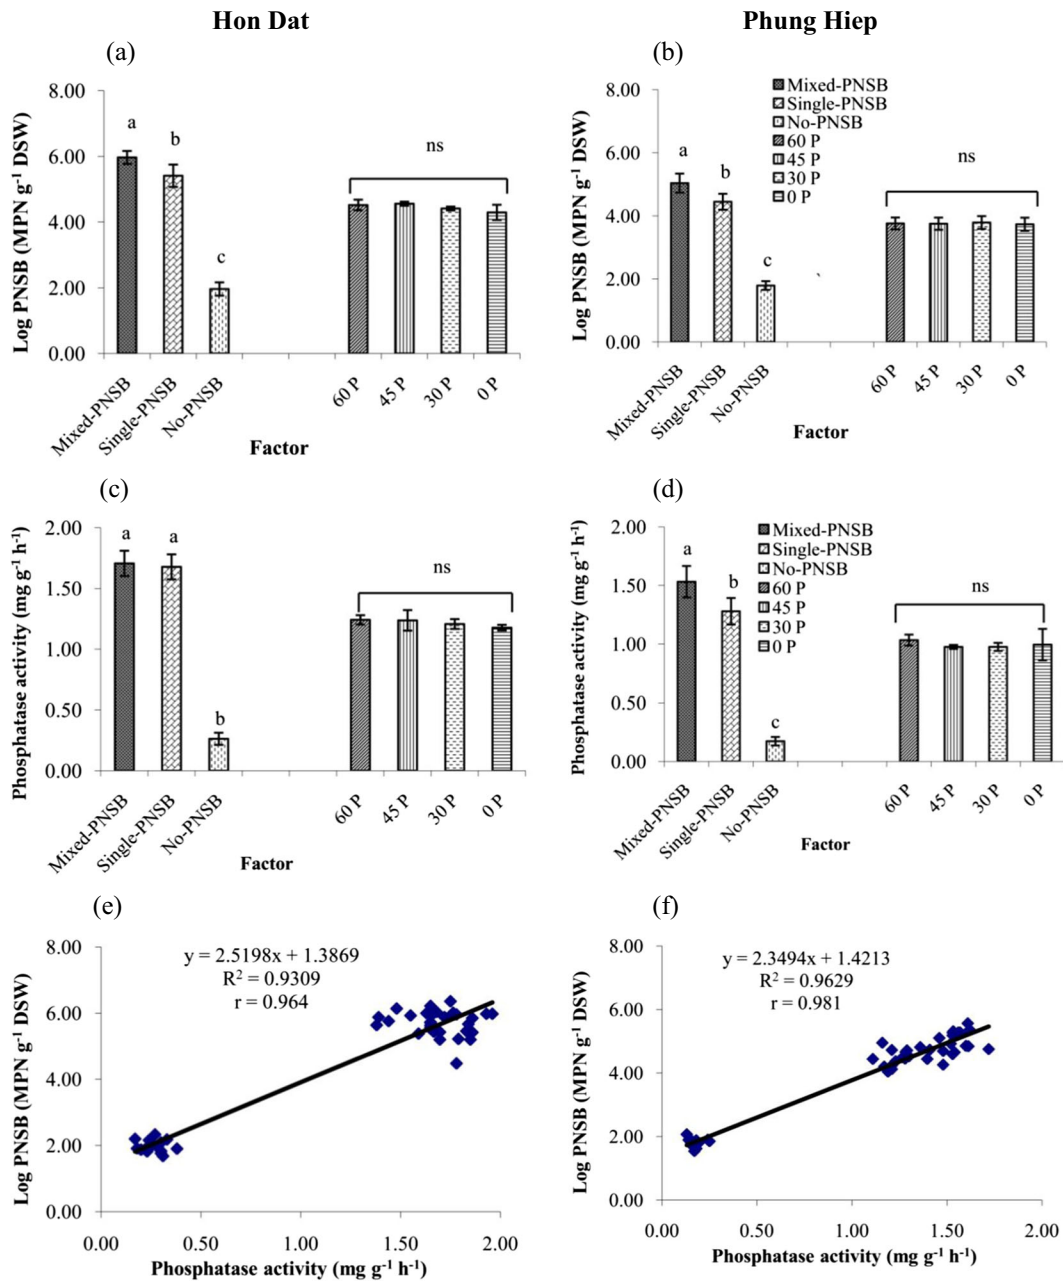 Hon Dat
Phung Hiep
(a)
Log PNSB (MPN g-1 DSW)
8.00
6.00
4.00
2.00
0.00
a
b
c
ns
Mixed-PNSB
Single-PNSB
No-PNSB
60 P
45 P
30 P
0 P
Factor
(b)
Log PNSB (MPN g-1 DSW)
8.00
6.00
4.00
2.00
0.00
Mixed-PNSB
Single-PNSB
No-PNSB
60 P
45 P
30 P
0 P
a
b
c
ns
Mixed-PNSB
Single-PNSB
No-PNSB
60 P
45 P
30 P
0 P
Factor
(c)
Phosphatase activity (mg g-1 h-1)
2.00
1.50
1.00
0.50
0.00
a
a
b
ns
Mixed-PNSB
Single-PNSB
No-PNSB
60 P
45 P
30 P
0 P
Factor
(d)
Phosphatase activity (mg g-1 h-1)
2.00
1.50
1.00
0.50
0.00
Mixed-PNSB
Single-PNSB
No-PNSB
60 P
45 P
30 P
0 P
a
b
c
ns
Mixed-PNSB
Single-PNSB
No-PNSB
60 P
45 P
30 P
0 P
Factor
(e)
Log PNSB (MPN g-1 DSW)
8.00
6.00
4.00
2.00
0.00
y = 2.5198x + 1.3869
R2 = 0.9309
r = 0.964
0.00
0.50
1.00
1.50
2.00
Phosphatase activity (mg g-1 h-1)
(f)
Log PNSB (MPN g-1 DSW)
8.00
6.00
4.00
2.00
0.00
y = 2.3494x + 1.4213
R2 = 0.9629
r = 0.981
0.00
0.50
1.00
1.50
2.00
Phosphatase activity (mg g-1 h-1)